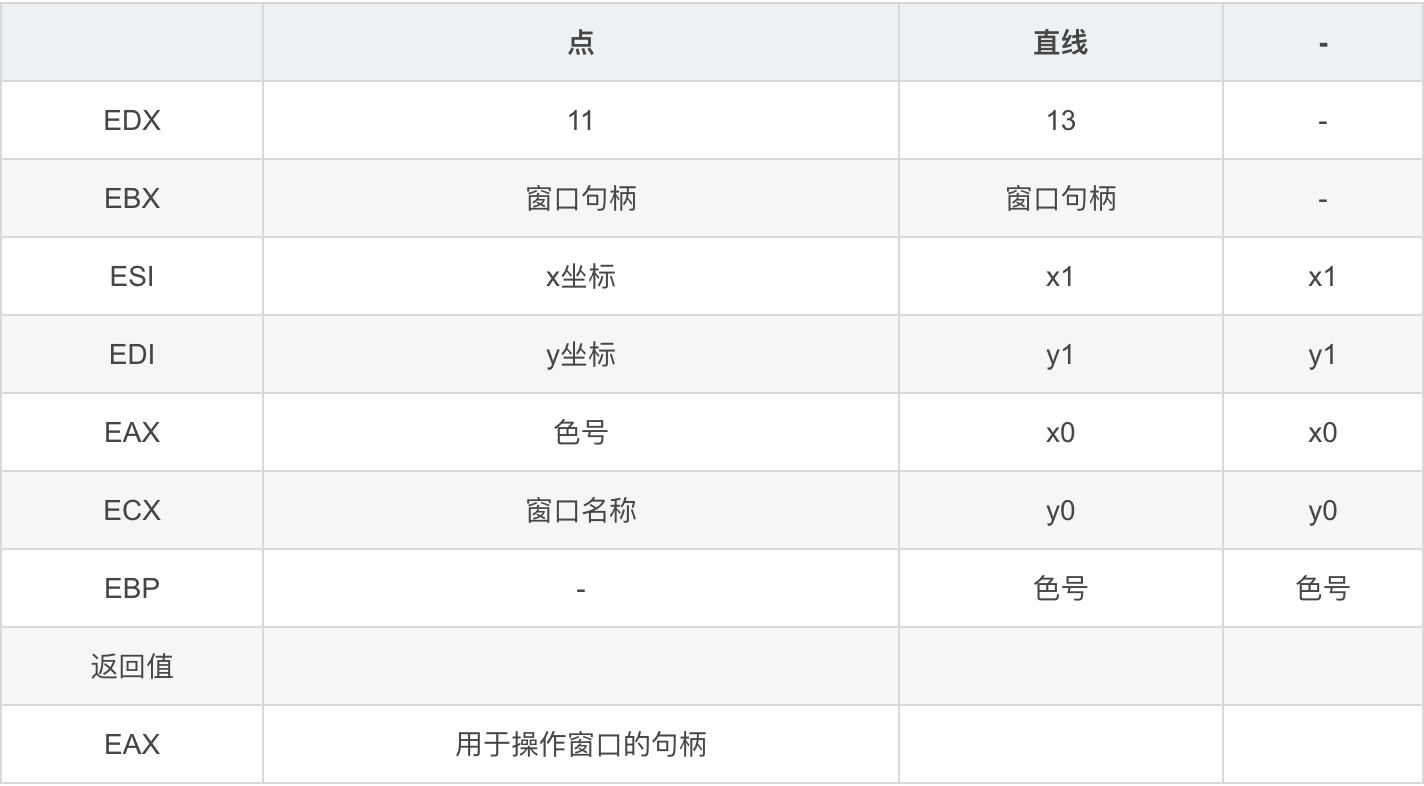 点 直线 -
EDX 11 13 -
EBX 窗口句柄 窗口句柄 -
ESI x坐标 x1 x1
EDI y坐标 y1 y1
EAX 色号 x0 x0
ECX 窗口名称 y0 y0
EBP - 色号 色号
返回值
EAX 用于操作窗口的句柄